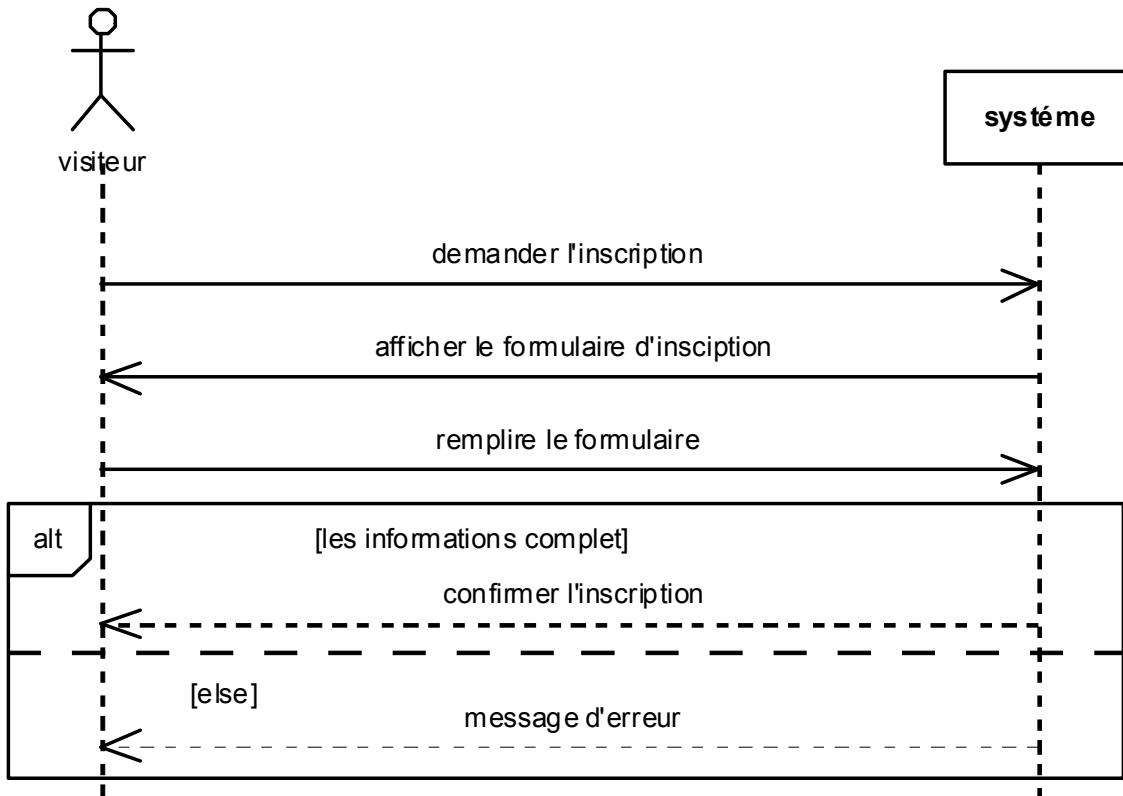 visiteur
systéme
demander l'inscription
afficher le formulaire d'insciption
remplire le formulaire
alt
[les informations complet]
confirmer l'inscription
[else]
message d'erreur